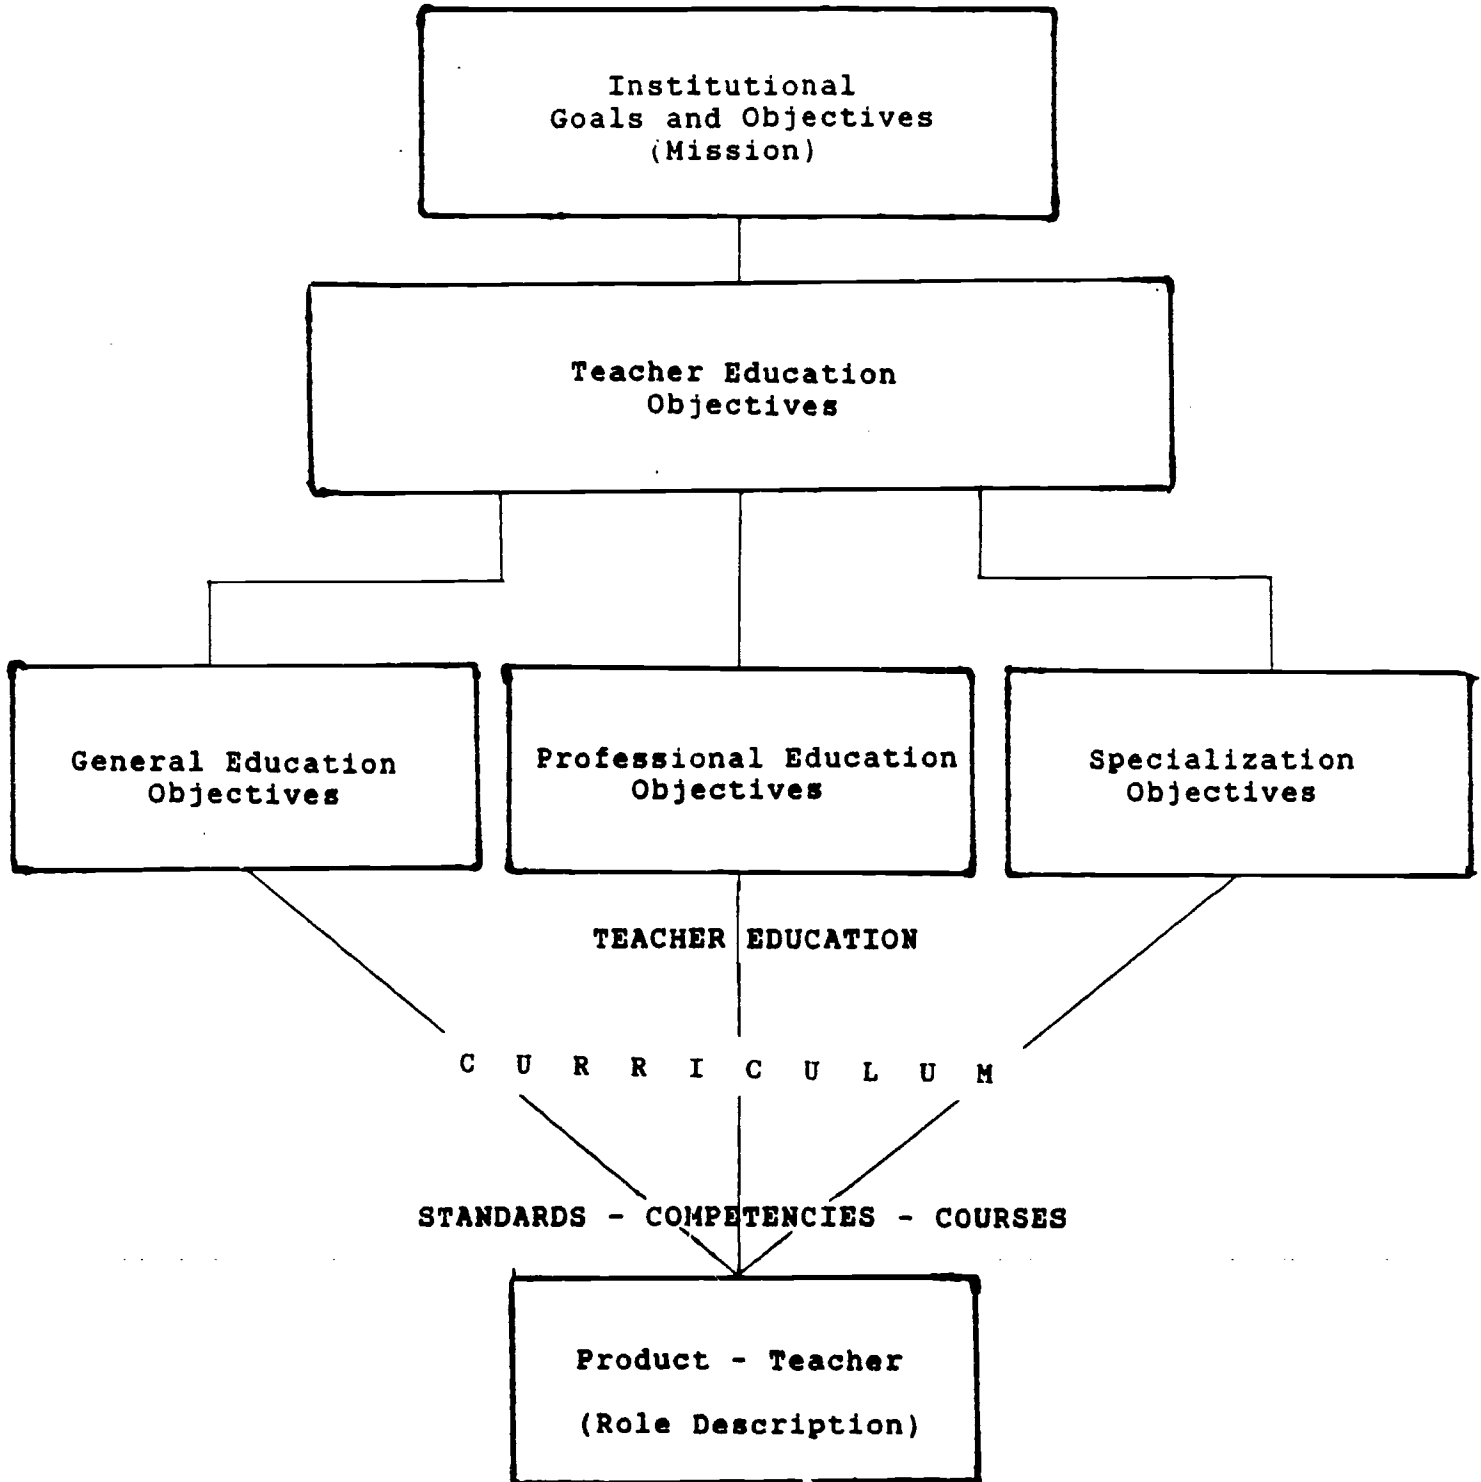 Institutional
Goals and Objectives
(Mission)
Teacher Education
Objectives
General Education
Objectives
Professional Education
Objectives
Specialization
Objectives
TEACHER EDUCATION
C U R R I C U L U M
STANDARDS - COMPETENCIES - COURSES
Product - Teacher
(Role Description)